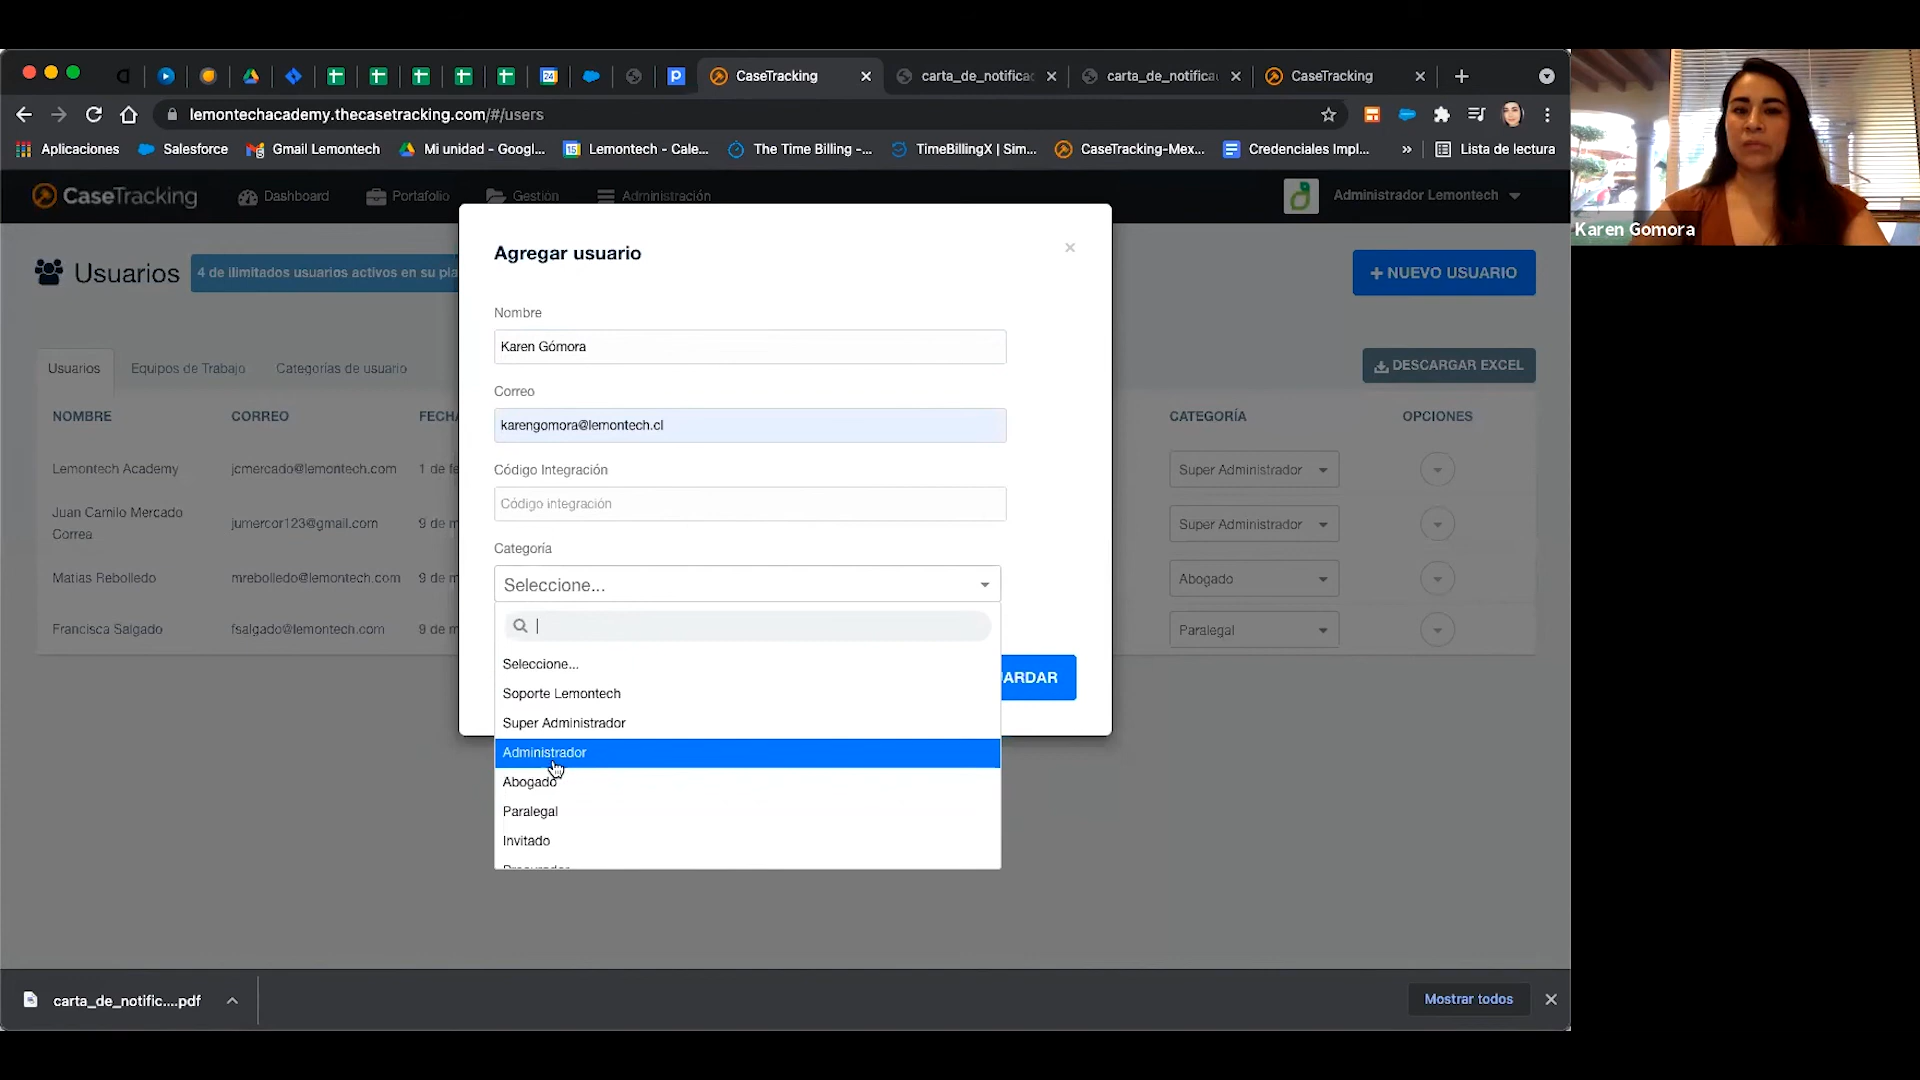 CaseTracking
carta_de_notificac
carta_de_notificac
CaseTracking
lemontechacademy.thecasetracking.com/#/users
Aplicaciones
Salesforce
Gmail Lemontech
Mi unidad - Googl...
Lemontech - Cale...
The Time Billing -...
TimeBillingX | Sim...
CaseTracking-Mex...
Credenciales Impl...
»
Lista de lectura
CaseTracking
Dashboard
Portafolio
Gestión
Administración
Administrador Lemontech
Karen Gomora
Usuarios
4 de ilimitados usuarios activos en su pla
+ NUEVO USUARIO
Usuarios
Equipos de Trabajo
Categorías de usuario
DESCARGAR EXCEL
NOMBRE
CORREO
FECHA
CATEGORÍA
OPCIONES
Lemontech Academy
jcmercado@lemontech.com
1 de fe
Super Administrador
Juan Camilo Mercado
Correa
jumercor123@gmail.com
9 de m
Super Administrador
Matias Rebolledo
mrebolledo@lemontech.com
9 de m
Abogado
Francisca Salgado
fsalgado@lemontech.com
9 de m
Paralegal
Agregar usuario
×
Nombre
Karen Gómora
Correo
karengomora@lemontech.cl
Código Integración
Código integración
Categoría
Seleccione...
Seleccione...
Soporte Lemontech
Super Administrador
Administrador
Abogado
Paralegal
Invitado
ARDAR
carta_de_notific....pdf
Mostrar todos